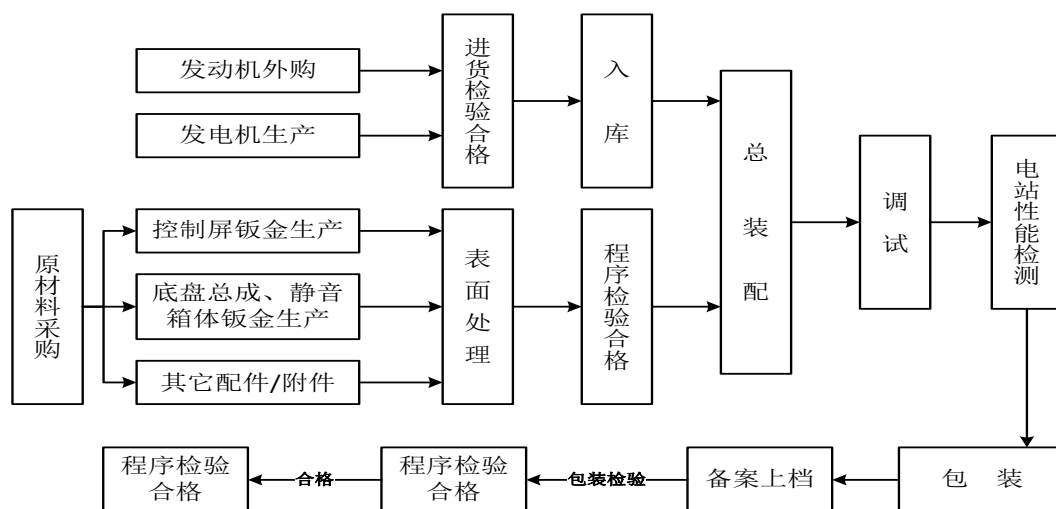 发动机外购
发电机生产
进货检验合格
入库
总装配
调试
电站性能检测
原材料采购
控制屏钣金生产
底盘总成、静音
箱体钣金生产
其它配件/附件
表面处理
程序检验合格
程序检验
合格
合格
程序检验
合格
包装检验
备案上档
包 装